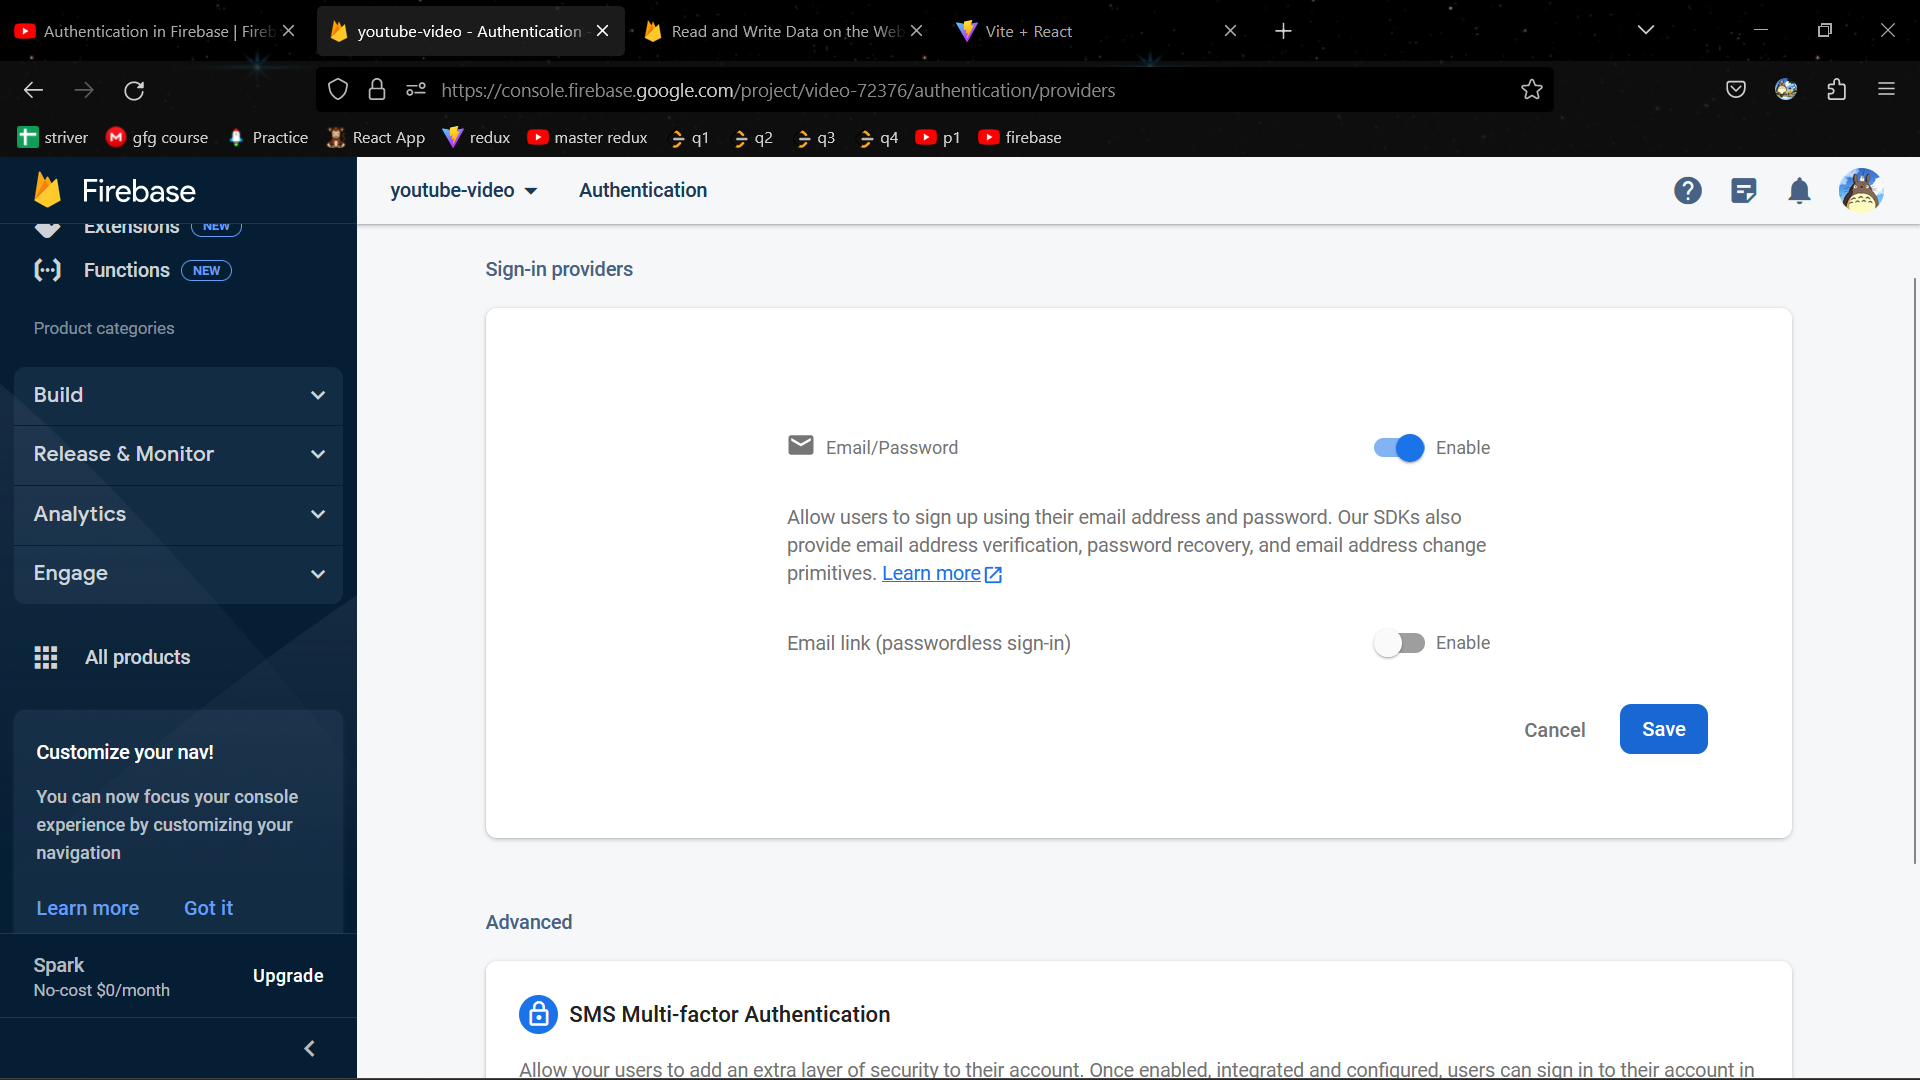 Authentication in Firebase | Fireb
youtube-video - Authentication
Read and Write Data on the Web
Vite + React
https://console.firebase.google.com/project/video-72376/authentication/providers
striver
gfg course
Practice
React App
redux
master redux
q1
q2
q3
q4
p1
firebase
Firebase
youtube-video
Authentication
Extensions
NEW
Functions
NEW
Product categories
Build
Release & Monitor
Analytics
Engage
All products
Customize your nav!
You can now focus your console
experience by customizing your
navigation
Learn more
Got it
Spark
No-cost $0/month
Upgrade
Sign-in providers
Email/Password
Enable
Allow users to sign up using their email address and password. Our SDKs also
provide email address verification, password recovery, and email address change
primitives. Learn more
Email link (passwordless sign-in)
Enable
Cancel
Save
Advanced
SMS Multi-factor Authentication
Allow your users to add an extra layer of security to their account. Once enabled, integrated and configured, users can sign in to their account in